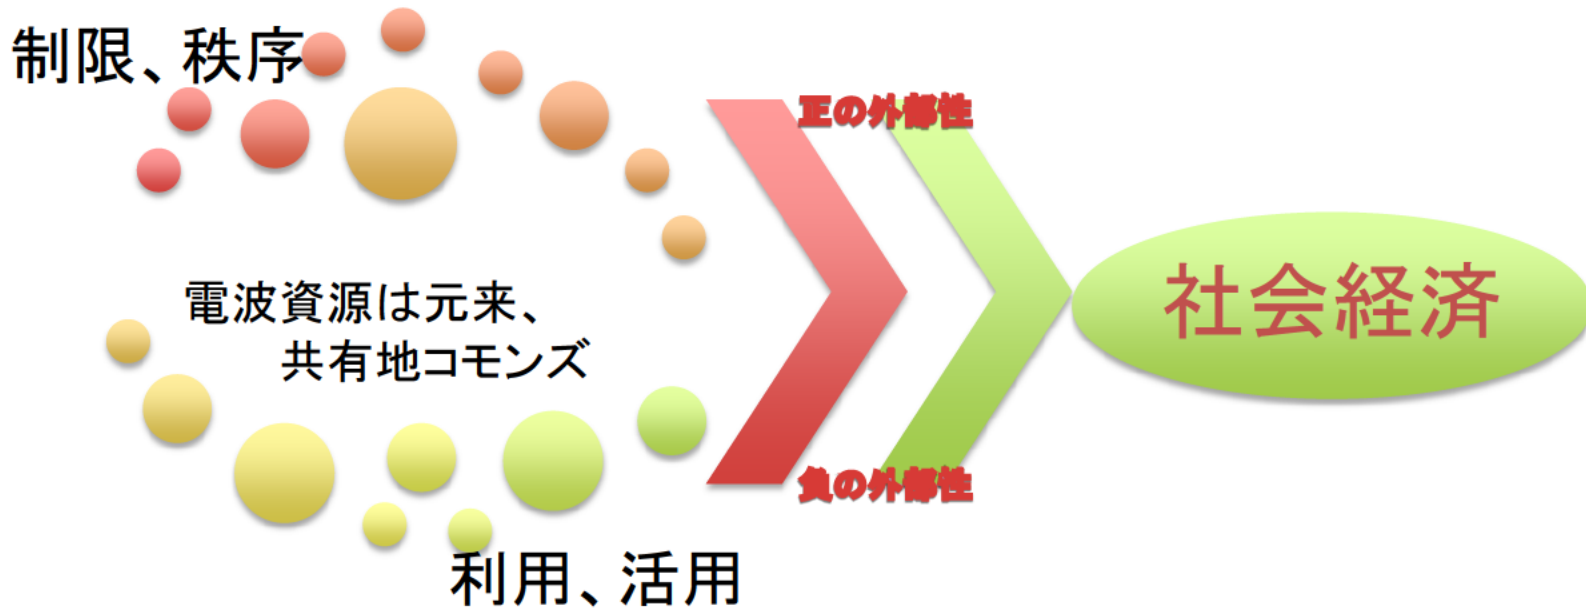 制限、秩序
正の外部性
社会経済
電波資源は元来、
共有地コモンズ
負の外部性
利用、活用